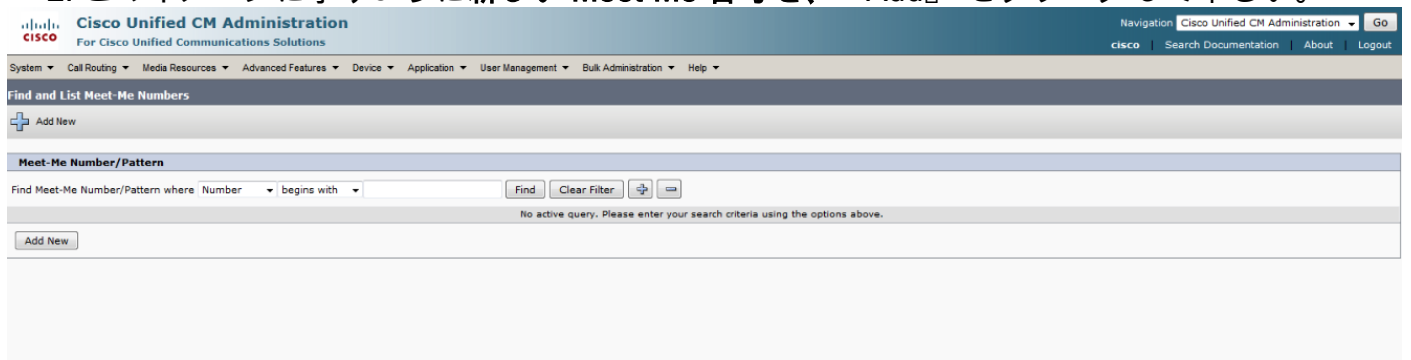 Cisco Unified CM Administration
For Cisco Unified Communications Solutions
Navigation Cisco Unified CM Administration Go
cisco Search Documentation About Logout
CISCO
System Call Routing Media Resources Advanced Features Device Application User Management Bulk Administration Help
Find and List Meet-Me Numbers
Add New
Meet-Me Number/Pattern
Find Meet-Me Number/Pattern where Number begins with Find Clear Filter
No active query. Please enter your search criteria using the options above.
Add New